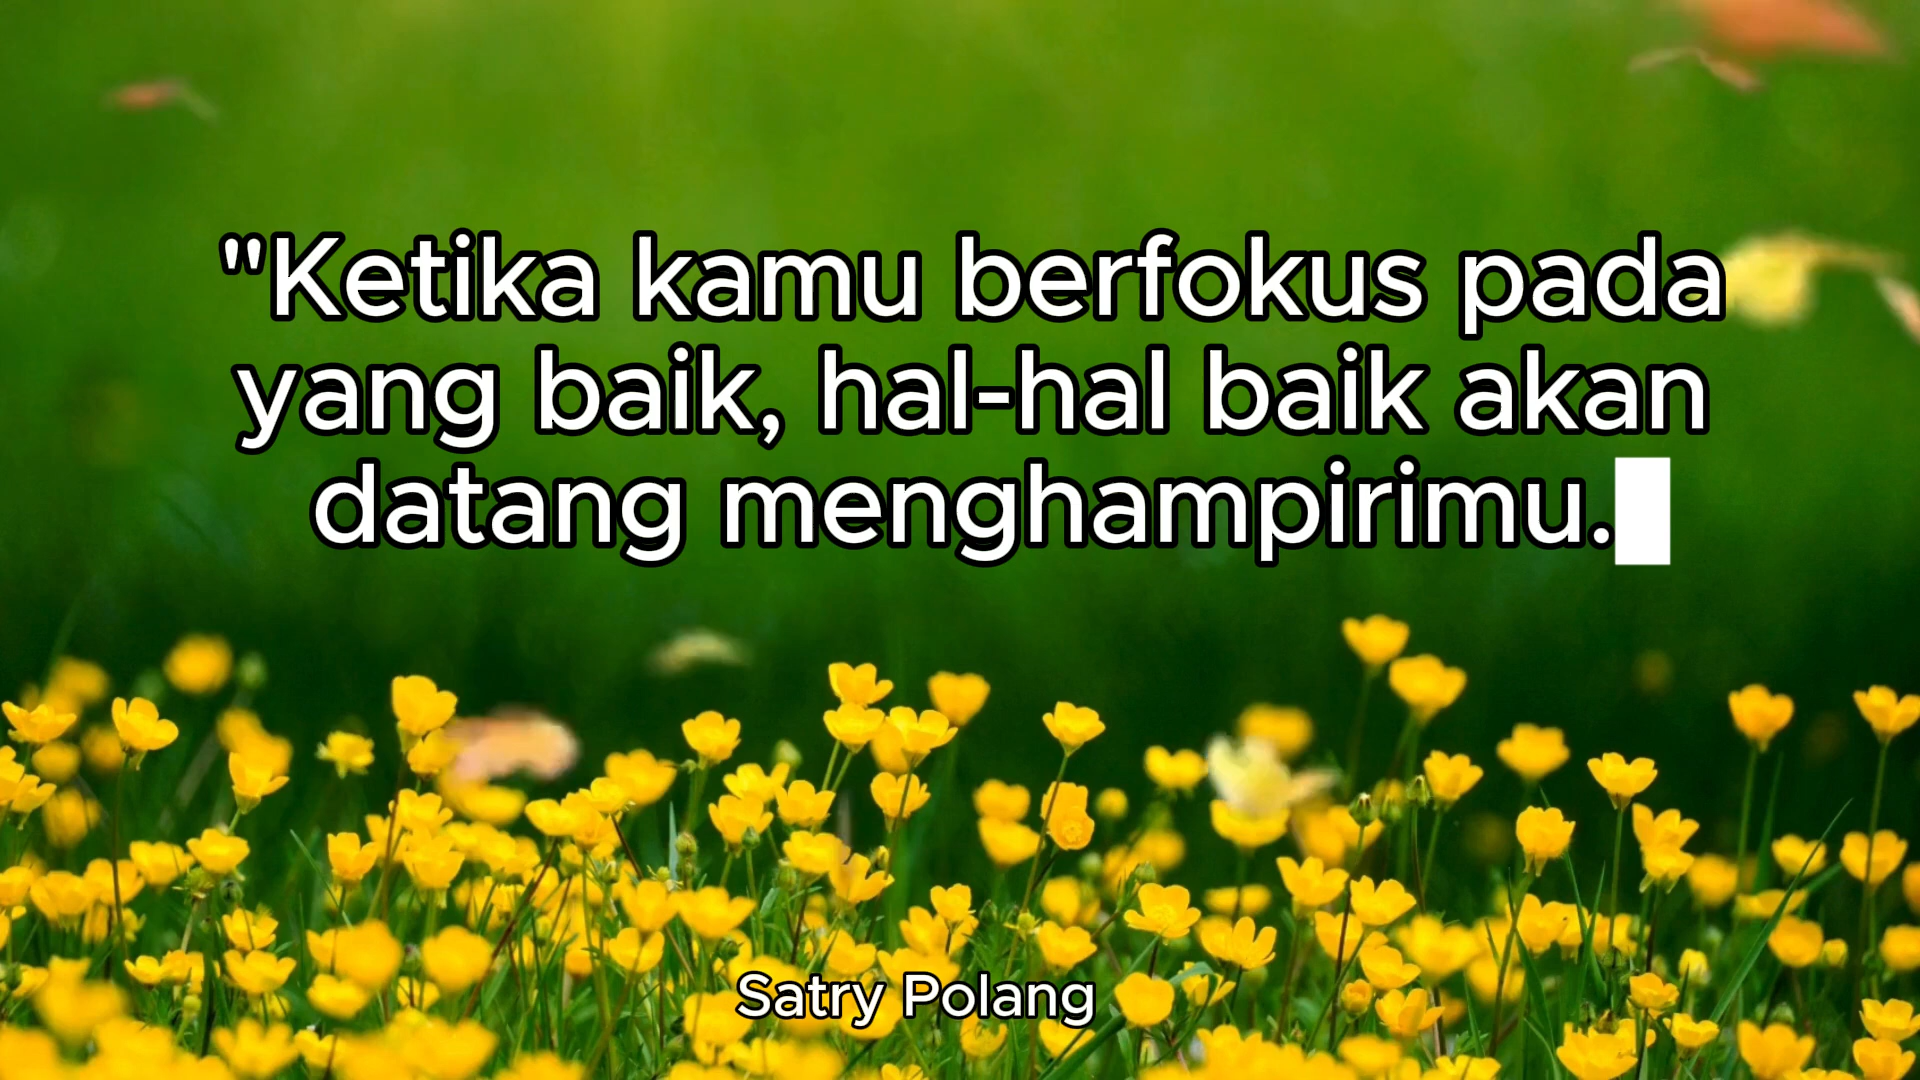 "Ketika kamu berfokus pada
yang baik, hal-hal baik akan
datang menghampirimu.
Satry Polang